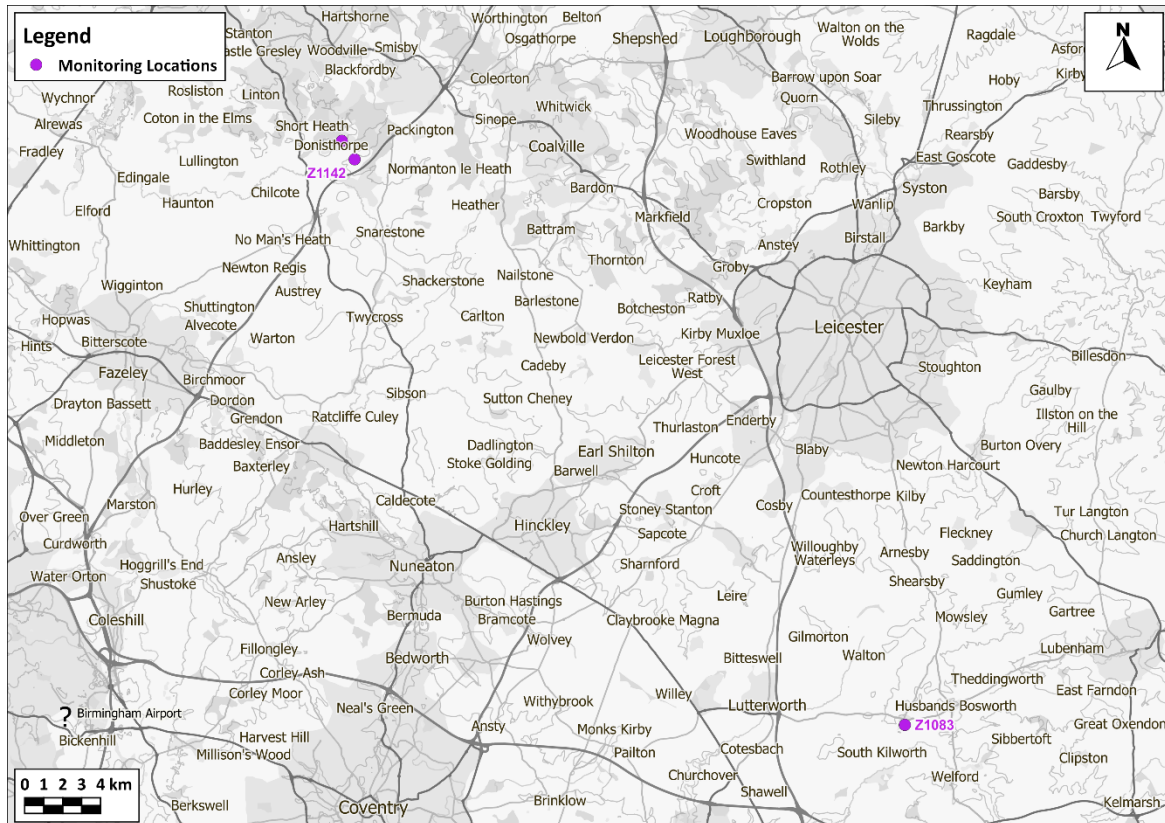 Legend
Monitoring Locations
N
Hartshorne
Worthington
Belton
Loughborough
Walton on the
Wolds
Ragdale
Stanton
Osgathorpe
Shepshed
Asfor
astle Gresley
Woodville
Smisby
Blackfordby
Coleorton
Barrow upon Soar
Hoby
Kirby
Wychnor
Rosliston
Linton
Whitwick
Quorn
Thrussington
Alrewas
Coton in the Elms
Short Heath
Packington
Sinope
Sileby
Rearsby
Fradley
Donisthorpe
Coalville
Woodhouse Eaves
East Goscote
Lullington
Swithland
Rothley
Gaddesby
Edingale
Z1142
Normanton le Heath
Bardon
Syston
Chilcote
Barsby
Haunton
Heather
Cropston
Wanlip
Elford
Markfield
South Croxton
Twyford
Snarestone
Battram
Birstall
Barkby
Whittington
No Man's Heath
Anstey
Thornton
Newton Regis
Groby
Wigginton
Shackerstone
Nailstone
Keyham
Austrey
Barlestone
Ratby
Shuttington
Carlton
Botcheston
Hopwas
Alvecote
Twycross
Leicester
Bitterscote
Warton
Newbold Verdon
Kirby Muxloe
Hints
Billesdon
Leicester Forest
West
Cadeby
Stoughton
Fazeley
Birchmoor
Gaulby
Sibson
Drayton Bassett
Dordon
Sutton Cheney
Grendon
Ratcliffe Culey
Illston on the
Hill
Thurlaston
Enderby
Middleton
Baddesley Ensor
Dadlington
Burton Overy
Earl Shilton
Blaby
Baxterley
Stoke Golding
Huncote
Barwell
Newton Harcourt
Hurley
Croft
Marston
Caldecote
Countesthorpe
Kilby
Over Green
Stoney Stanton
Cosby
Tur Langton
Hartshill
Hinckley
Sapcote
Fleckney
Church Langton
Curdworth
Willoughby
Waterleys
Arnesby
Hoggrill's End
Ansley
Saddington
Water Orton
Nuneaton
Sharnford
Shustoke
Shearsby
Gumley
New Arley
Burton Hastings
Leire
Gartree
Coleshill
Bermuda
Bramcote
Claybrooke Magna
Mowsley
Wolvey
Gilmorton
Fillongley
Walton
Lubenham
Bedworth
Bitteswell
Corley Ash
Theddingworth
Corley Moor
East Farndon
Willey
Withybrook
Neal's Green
Lutterworth
Husbands Bosworth
?
Birmingham Airport
Z1083
Great Oxendon
Ansty
Monks Kirby
Bickenhill
Harvest Hill
Sibbertoft
Millison's Wood
Pailton
Cotesbach
South Kilworth
Clipston
Churchover
Welford
0 1 2 3 4 km
Shawell
Berkswell
Coventry
Brinklow
Kelmarsh